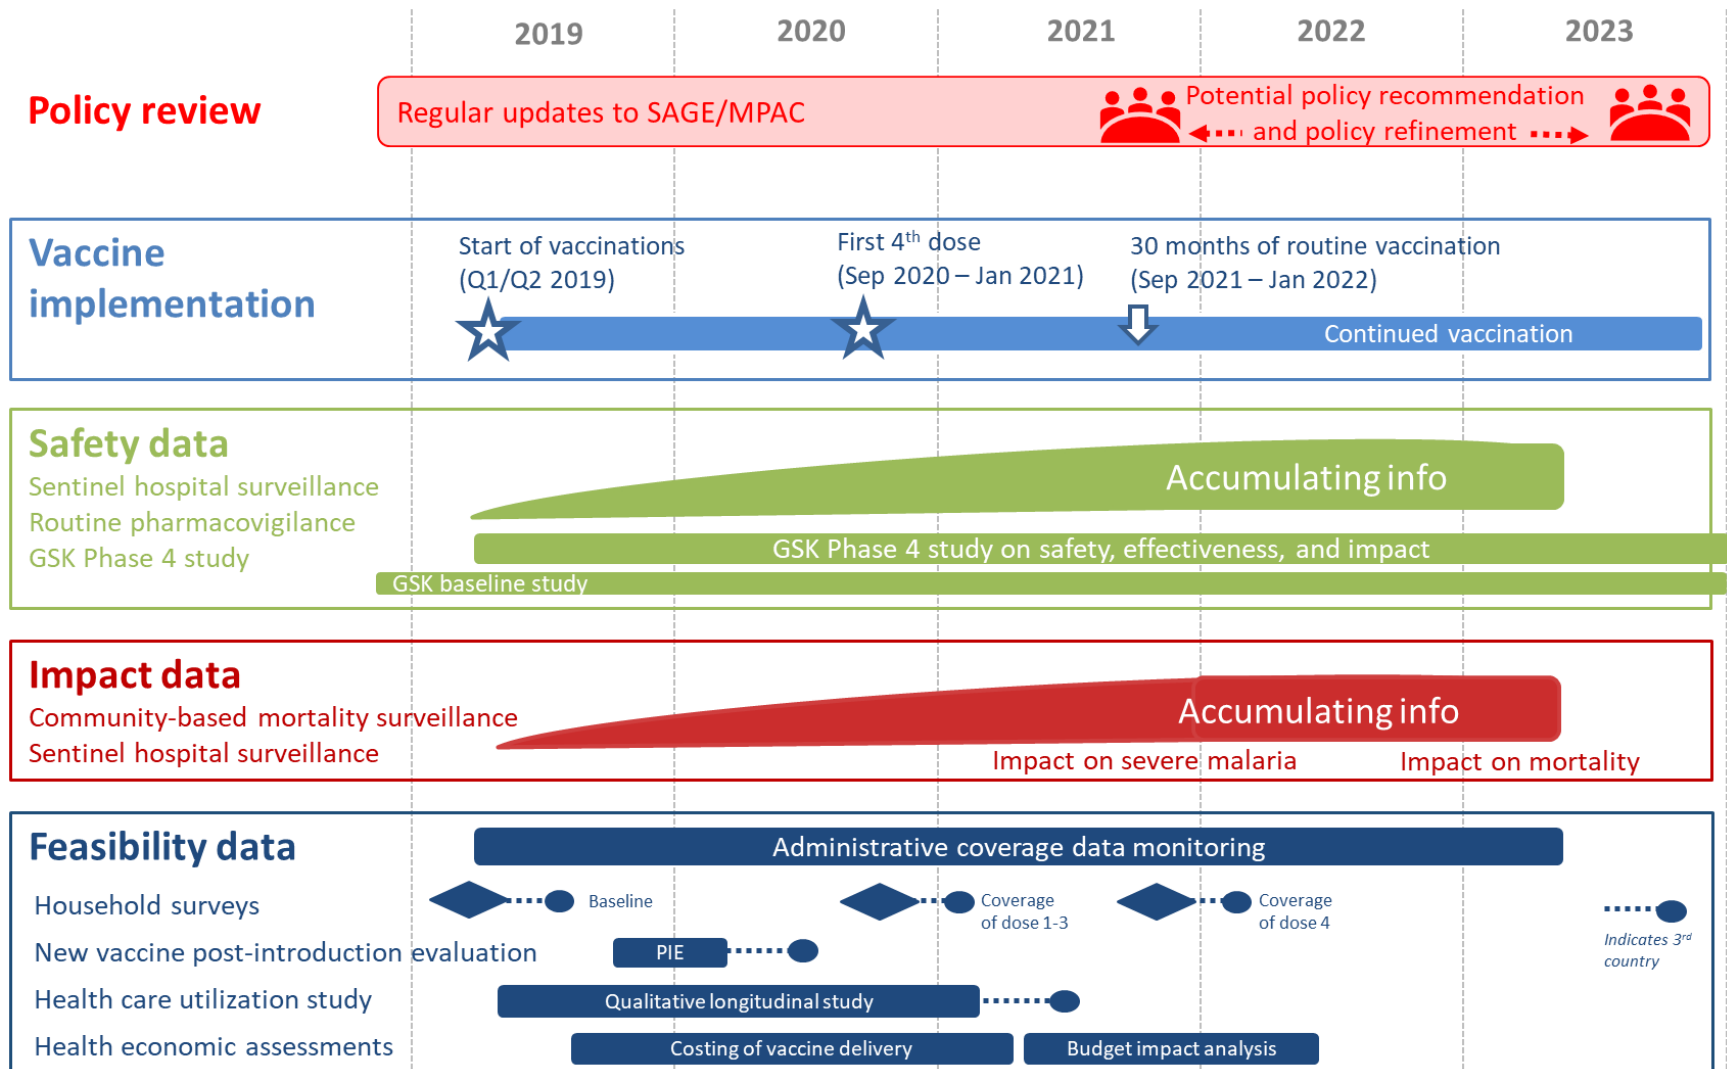 2019 2020 2021 2022 2023
Policy review
Regular updates to SAGE/MPAC
Potential policy recommendation
and policy refinement
Vaccine
implementation
Start of vaccinations
(Q1/Q2 2019)
First 4th dose
(Sep 2020 – Jan 2021)
30 months of routine vaccination
(Sep 2021 – Jan 2022)
Continued vaccination
Safety data
Sentinel hospital surveillance
Routine pharmacovigilance
GSK Phase 4 study
Accumulating info
GSK Phase 4 study on safety, effectiveness, and impact
GSK baseline study
Impact data
Community-based mortality surveillance
Sentinel hospital surveillance
Accumulating info
Impact on severe malaria
Impact on mortality
Feasibility data
Administrative coverage data monitoring
Household surveys
Baseline
Coverage
of dose 1-3
Coverage
of dose 4
Indicates 3rd
country
New vaccine post-introduction evaluation
PIE
Health care utilization study
Qualitative longitudinal study
Health economic assessments
Costing of vaccine delivery
Budget impact analysis